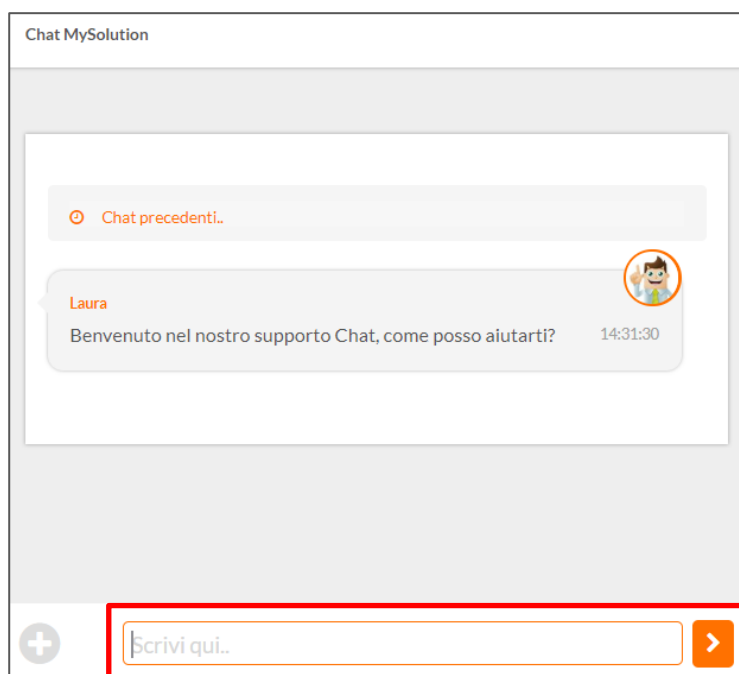 Chat MySolution
Chat precedenti..
Laura
Benvenuto nel nostro supporto Chat, come posso aiutarti? 14:31:30
Scrivi qui..